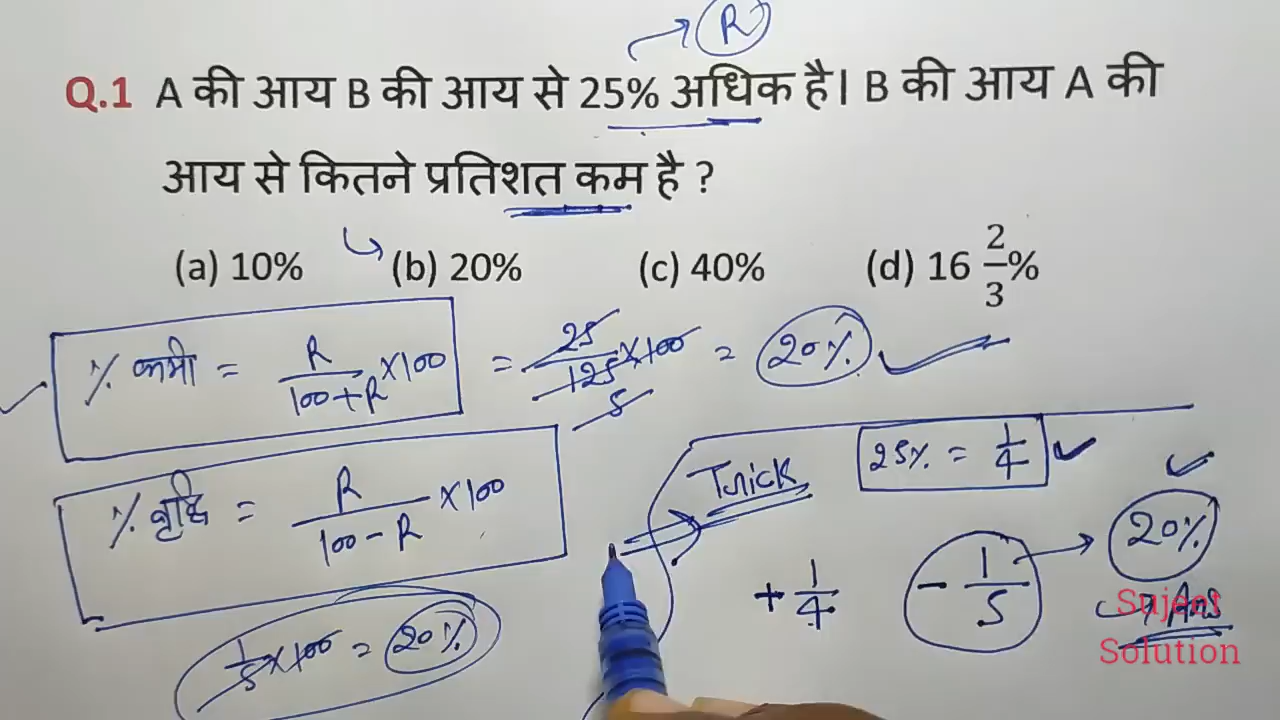 R
Q.1 A की आय B की आय से 25% अधिक है। B की आय A की
आय से कितने प्रतिशत कम है ?
(a) 10% (b) 20% (c) 40% (d) 16 2/3%
% कमी = R/(100+R) ×100 = 25/125 ×100 = 20%
5
% वृद्धि = R/(100-R) ×100
1/5 ×100 = 20%
Trick 25% = 1/4
+ 1/4 - 1/5 → 20%
Ans
Sujeet
Solution